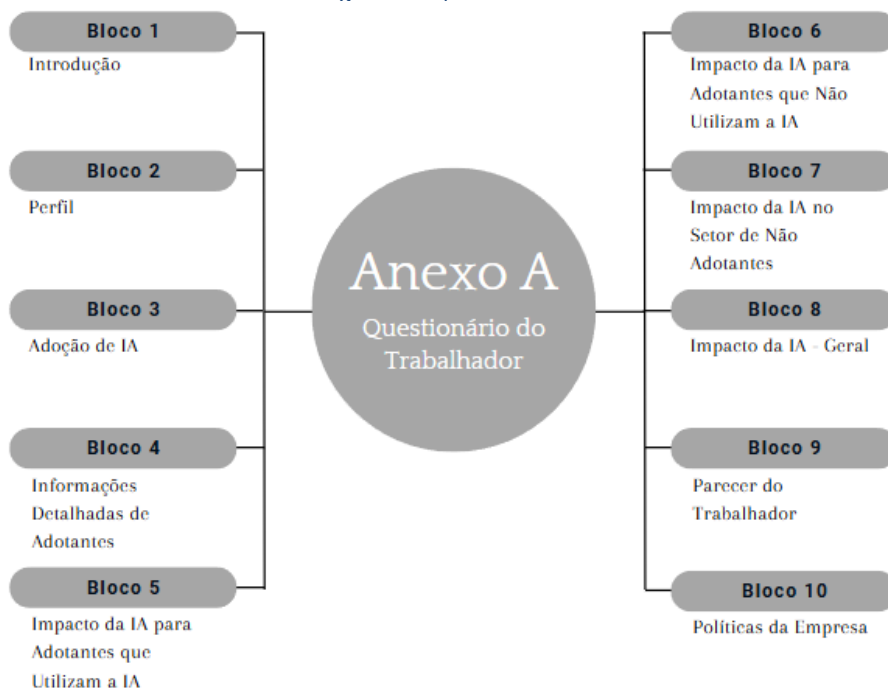 Bloco 1
Introdução
Bloco 2
Perfil
Bloco 3
Adoção de IA
Bloco 4
Informações
Detalhadas de
Adotantes
Bloco 5
Impacto da IA para
Adotantes que
Utilizam a IA
Anexo A
Questionário do
Trabalhador
Bloco 6
Impacto da IA para
Adotantes que Não
Utilizam a IA
Bloco 7
Impacto da IA no
Setor de Não
Adotantes
Bloco 8
Impacto da IA - Geral
Bloco 9
Parecer do
Trabalhador
Bloco 10
Políticas da Empresa